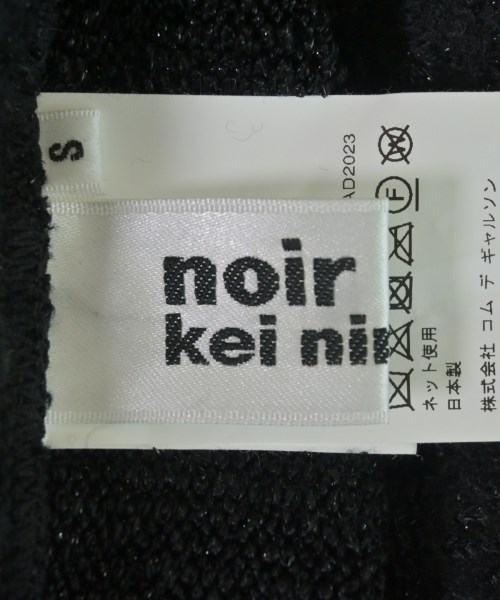 S
noir
kei nin
AD2023
F
W
ネット使用
日本製
株式会社 コム デ ギャルソン